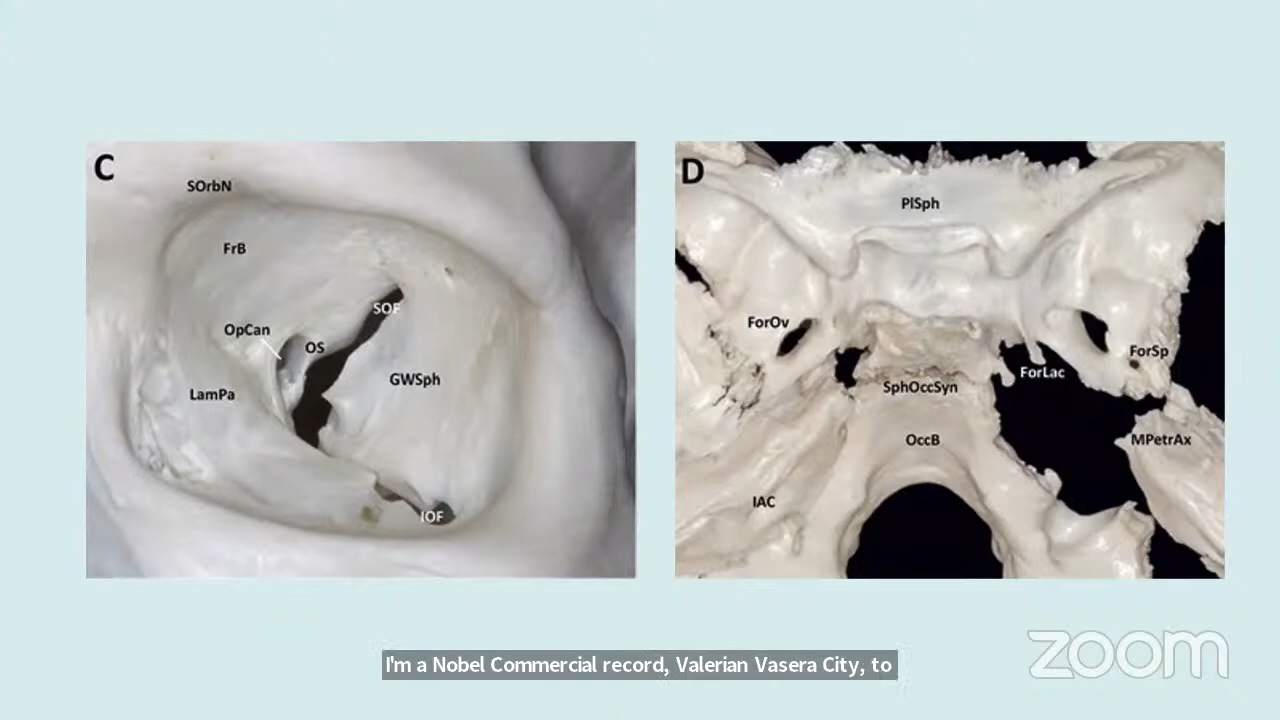 C
SOrbN
FrB
SOF
OpCan
OS
GWSph
LamPa
IOF
D
PlSph
ForOv
ForSp
ForLac
SphOccSyn
OccB
MPetrAx
IAC
I'm a Nobel Commercial record, Valerian Vasera City, to
zoom